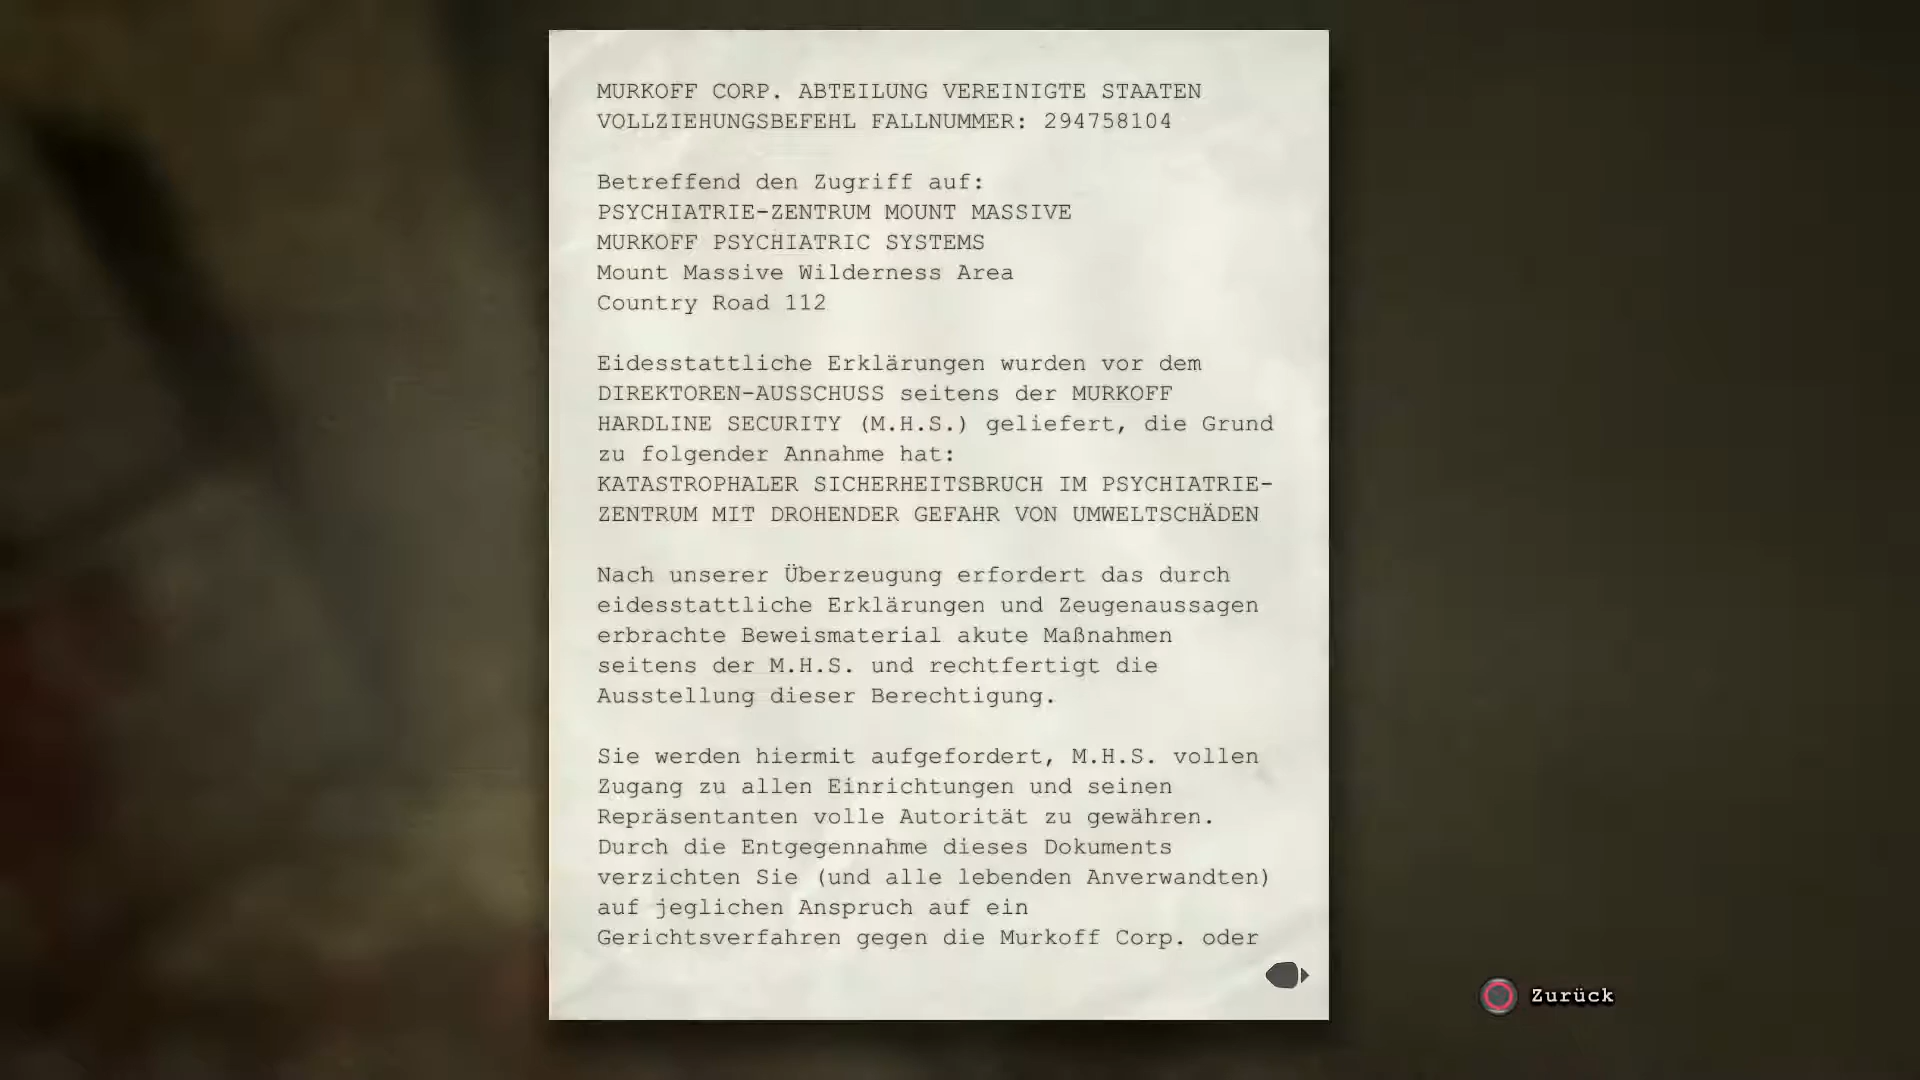 MURKOFF CORP. ABTEILUNG VEREINIGTE STAATEN
VOLLZIEHUNGSBEFEHL FALLNUMMER: 294758104
Betreffend den Zugriff auf:
PSYCHIATRIE-ZENTRUM MOUNT MASSIVE
MURKOFF PSYCHIATRIC SYSTEMS
Mount Massive Wilderness Area
Country Road 112
Eidesstattliche Erklärungen wurden vor dem
DIREKTOREN-AUSSCHUSS seitens der MURKOFF
HARDLINE SECURITY (M.H.S.) geliefert, die Grund
zu folgender Annahme hat:
KATASTROPHALER SICHERHEITSBRUCH IM PSYCHIATRIE-
ZENTRUM MIT DROHENDER GEFAHR VON UMWELTSCHÄDEN
Nach unserer Überzeugung erfordert das durch
eidesstattliche Erklärungen und Zeugenaussagen
erbrachte Beweismaterial akute Maßnahmen
seitens der M.H.S. und rechtfertigt die
Ausstellung dieser Berechtigung.
Sie werden hiermit aufgefordert, M.H.S. vollen
Zugang zu allen Einrichtungen und seinen
Repräsentanten volle Autorität zu gewähren.
Durch die Entgegennahme dieses Dokuments
verzichten Sie (und alle lebenden Anverwandten)
auf jeglichen Anspruch auf ein
Gerichtsverfahren gegen die Murkoff Corp. oder
Zurück